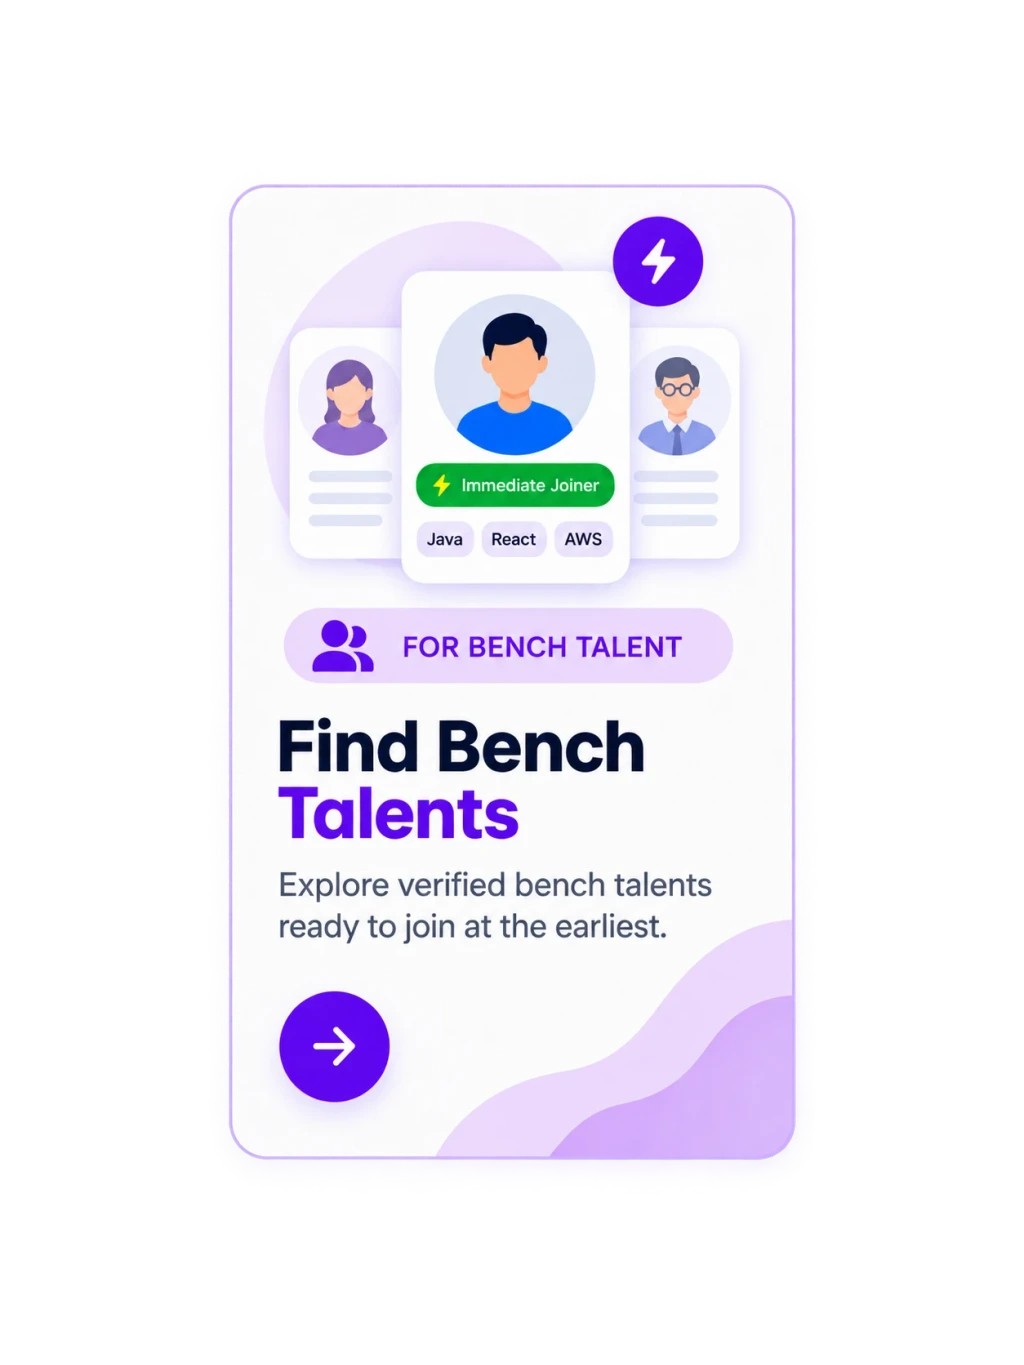 Immediate Joiner
Java React AWS
FOR BENCH TALENT
Find Bench
Talents
Explore verified bench talents
ready to join at the earliest.